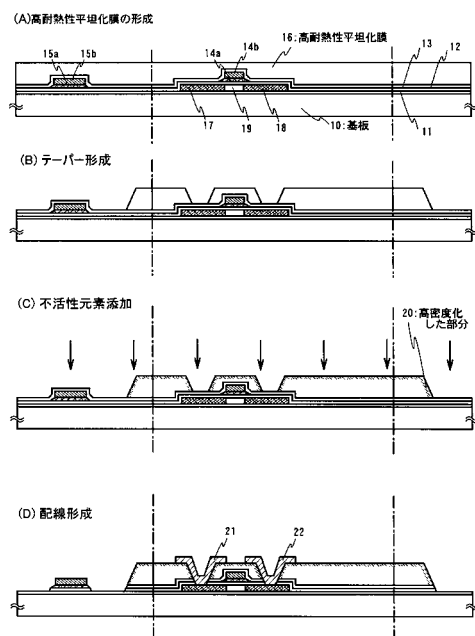 (A)高耐熱性平坦化膜の形成
15a 15b 14a 14b 16:高耐熱性平坦化膜 13 12
17 19 18 10:基板 11
(B) テーパー形成
(C) 不活性元素添加
20:高密度化
した部分
(D) 配線形成
21 22